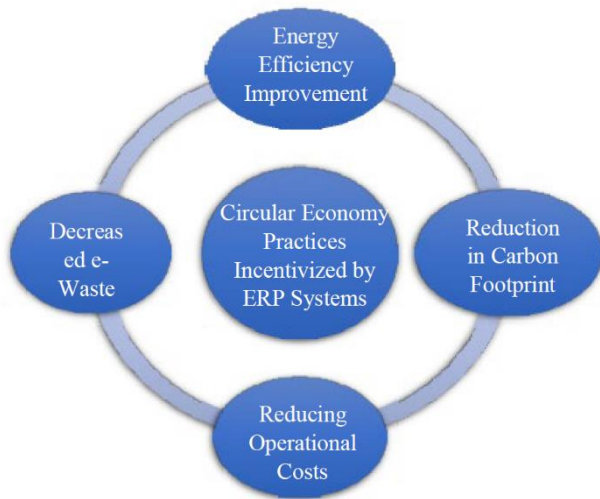 Energy
Efficiency
Improvement
Decreas
ed e-
Waste
Circular Economy
Practices
Incentivized by
ERP Systems
Reduction
in Carbon
Footprint
Reducing
Operational
Costs